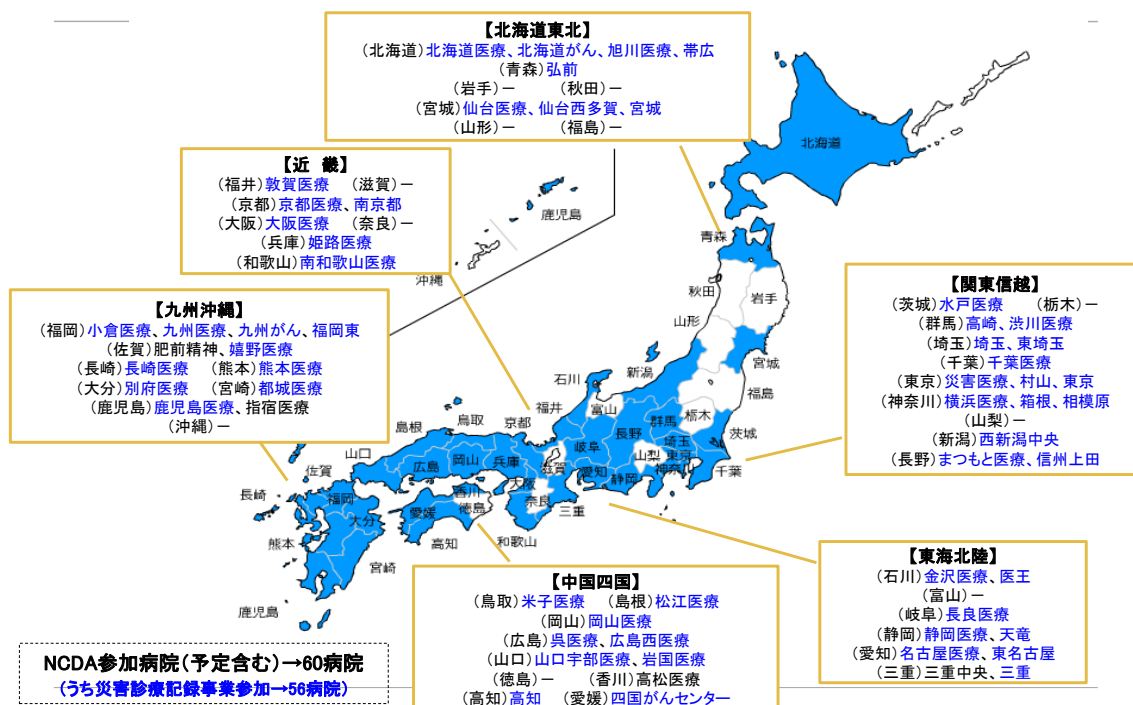 【北海道東北】
(北海道)北海道医療、北海道がん、旭川医療、帯広
(青森)弘前
(岩手)ー (秋田)ー
(宮城)仙台医療、仙台西多賀、宮城
(山形)ー (福島)ー
【近 畿】
(福井)敦賀医療 (滋賀)ー
(京都)京都医療、南京都
(大阪)大阪医療 (奈良)ー
(兵庫)姫路医療
(和歌山)南和歌山医療
【九州沖縄】
(福岡)小倉医療、九州医療、九州がん、福岡東
(佐賀)肥前精神、嬉野医療
(長崎)長崎医療 (熊本)熊本医療
(大分)別府医療 (宮崎)都城医療
(鹿児島)鹿児島医療、指宿医療
(沖縄)ー
【関東信越】
(茨城)水戸医療 (栃木)ー
(群馬)高崎、渋川医療
(埼玉)埼玉、東埼玉
(千葉)千葉医療
(東京)災害医療、村山、東京
(神奈川)横浜医療、箱根、相模原
(山梨)ー
(新潟)西新潟中央
(長野)まつもと医療、信州上田
【東海北陸】
(石川)金沢医療、医王
(富山)ー
(岐阜)長良医療
(静岡)静岡医療、天竜
(愛知)名古屋医療、東名古屋
(三重)三重中央、三重
【中国四国】
(鳥取)米子医療 (島根)松江医療
(岡山)岡山医療
(広島)呉医療、広島西医療
(山口)山口宇部医療、岩国医療
(徳島)ー (香川)高松医療
(高知)高知 (愛媛)四国がんセンター
NCDA参加病院(予定含む)→60病院
(うち災害診療記録事業参加→56病院)
北海道
青森
秋田
岩手
山形
宮城
福島
新潟
石川
富山
福井
長野
群馬
栃木
茨城
埼玉
東京
山梨
神奈川
千葉
岐阜
愛知
静岡
滋賀
三重
京都
大阪
奈良
和歌山
兵庫
鳥取
岡山
島根
広島
山口
香川
徳島
愛媛
高知
福岡
佐賀
長崎
大分
熊本
宮崎
鹿児島
鹿児島
沖縄